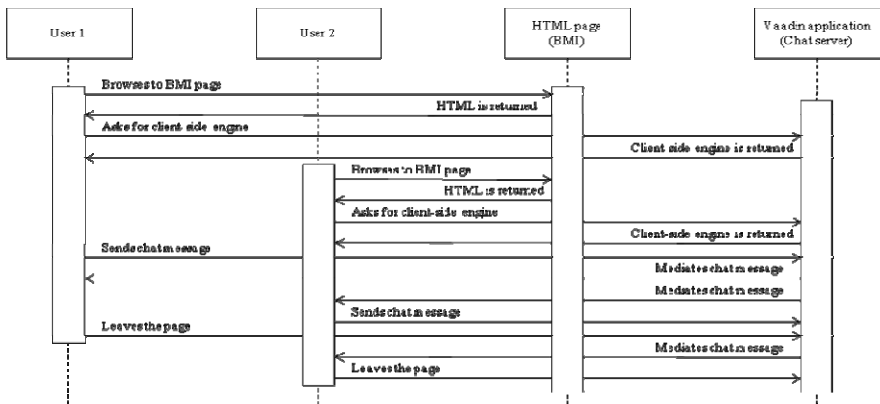 User 1
User 2
HTML page
(BMI)
Vaadin application
(Chat server)
Browses to BMI page
HTML is returned
Asks for client-side engine
Client side engine is returned
Browses to BMI page
HTML is returned
Asks for client-side engine
Client-side engine is returned
Sends chat message
Mediates chat message
Mediates chat message
Sends chat message
Leaves the page
Mediates chat message
Leaves the page